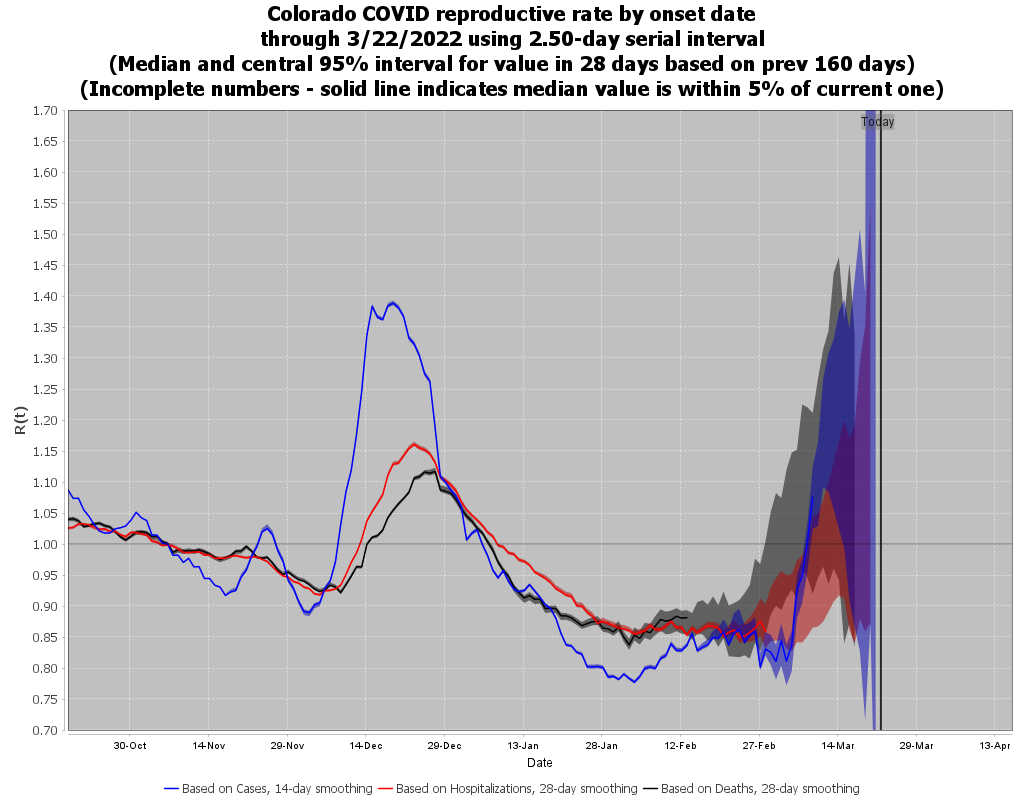 Colorado COVID reproductive rate by onset date
through 3/22/2022 using 2.50-day serial interval
(Median and central 95% interval for value in 28 days based on prev 160 days)
(Incomplete numbers - solid line indicates median value is within 5% of current one)
Today
1.70
1.65
1.60
1.55
1.50
1.45
1.40
1.35
1.30
1.25
1.20
1.15
1.10
1.05
1.00
0.95
0.90
0.85
0.80
0.75
0.70
R(t)
30-Oct 14-Nov 29-Nov 14-Dec 29-Dec 13-Jan 28-Jan 12-Feb 27-Feb 14-Mar 29-Mar 13-Apr
Date
Based on Cases, 14-day smoothing Based on Hospitalizations, 28-day smoothing Based on Deaths, 28-day smoothing